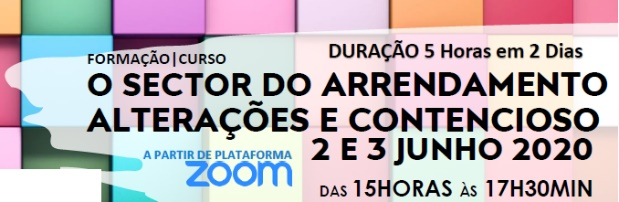 DURAÇÃO 5 Horas em 2 Dias
FORMAÇÃO|CURSO
O SECTOR DO ARRENDAMENTO
ALTERAÇÕES E CONTENCIOSO
2 E 3 JUNHO 2020
A PARTIR DE PLATAFORMA
zoom
DAS 15HORAS ÀS 17H30MIN